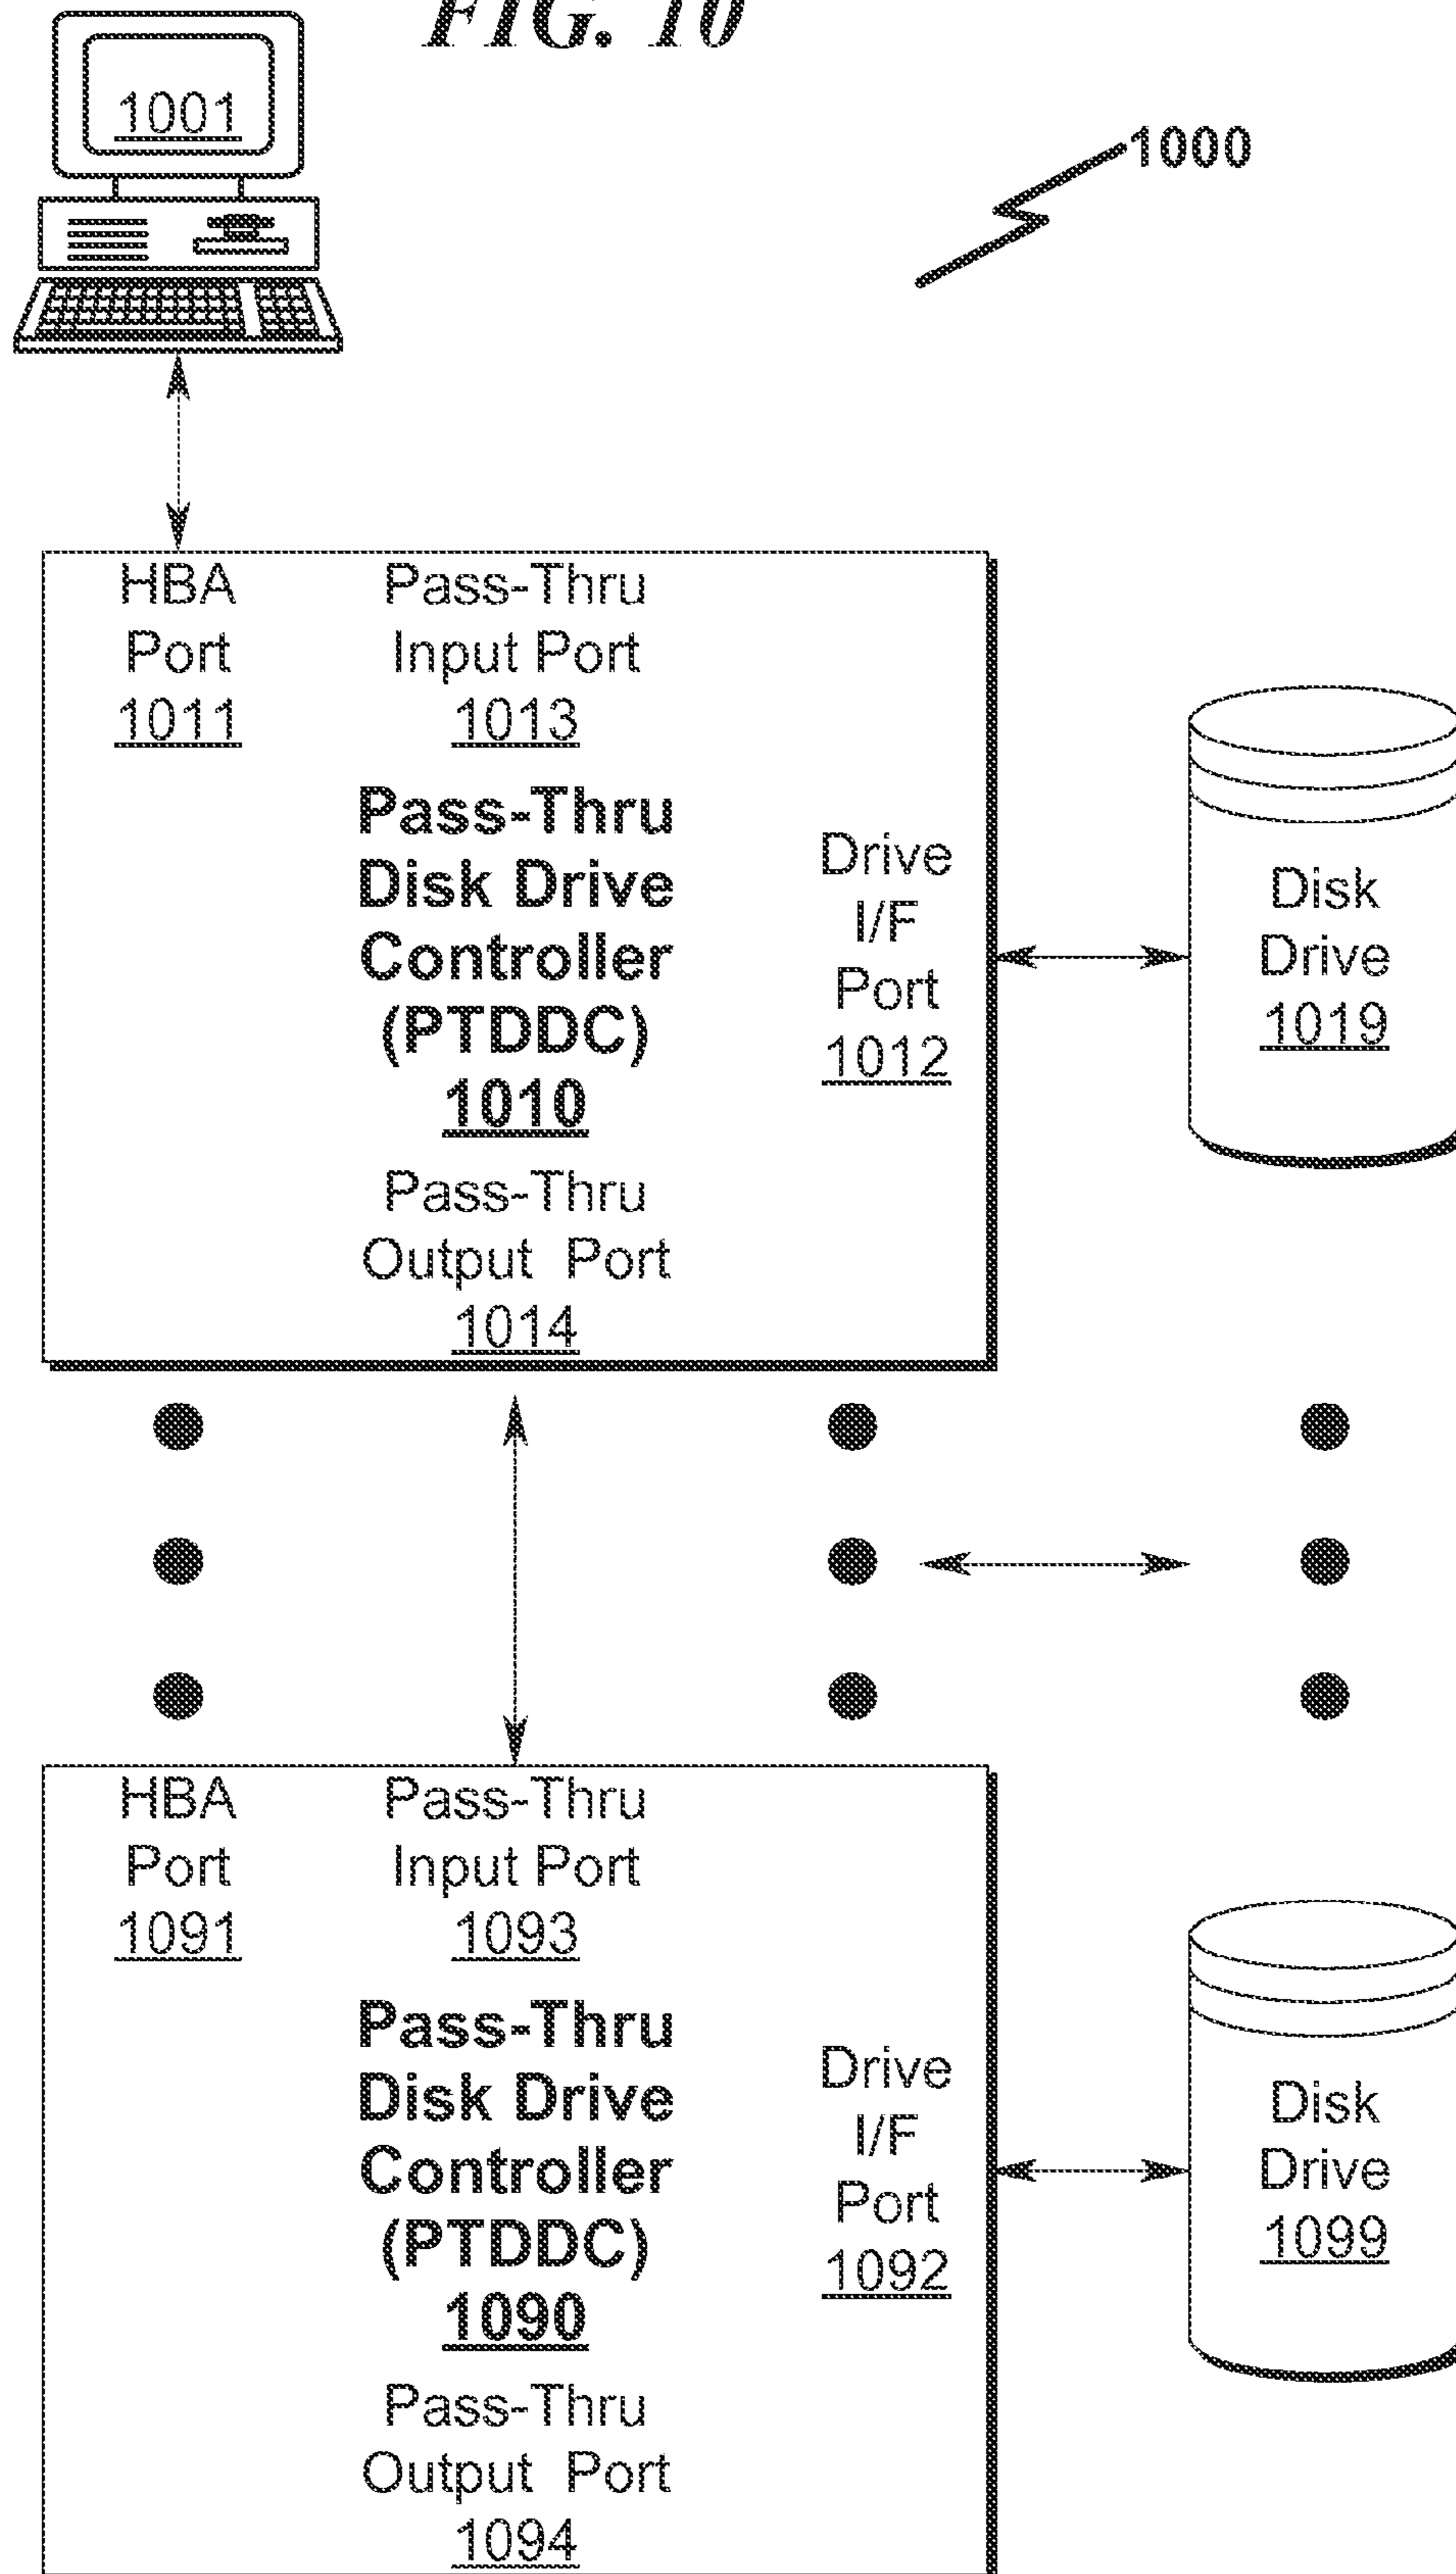 FIG. 10
1001
1000
HBA
Port
1011
Pass-Thru
Input Port
1013
Pass-Thru
Disk Drive
Controller
(PTDDC)
1010
Drive
I/F
Port
1012
Disk
Drive
1019
Pass-Thru
Output Port
1014
HBA
Port
1091
Pass-Thru
Input Port
1093
Pass-Thru
Disk Drive
Controller
(PTDDC)
1090
Drive
I/F
Port
1092
Disk
Drive
1099
Pass-Thru
Output Port
1094